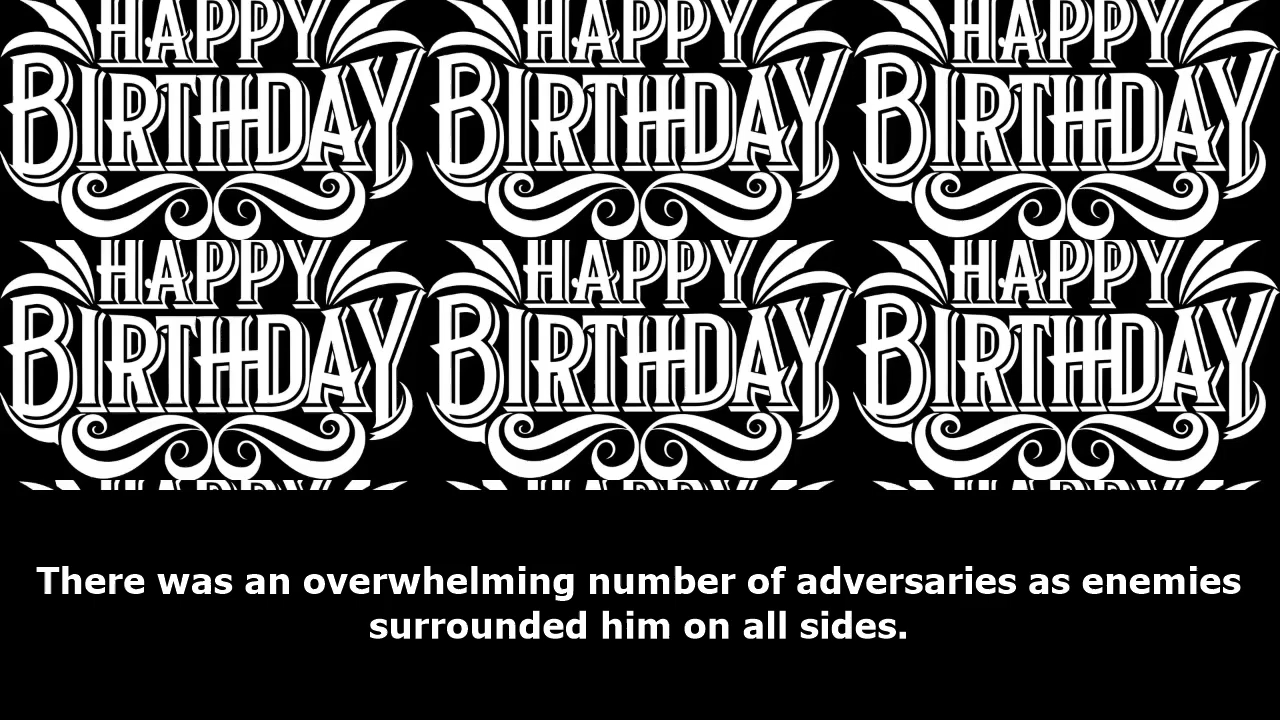 HAPPY
BIRTHDAY
HAPPY
BIRTHDAY
HAPPY
BIRTHDAY
HAPPY
BIRTHDAY
HAPPY
BIRTHDAY
HAPPY
BIRTHDAY
There was an overwhelming number of adversaries as enemies
surrounded him on all sides.